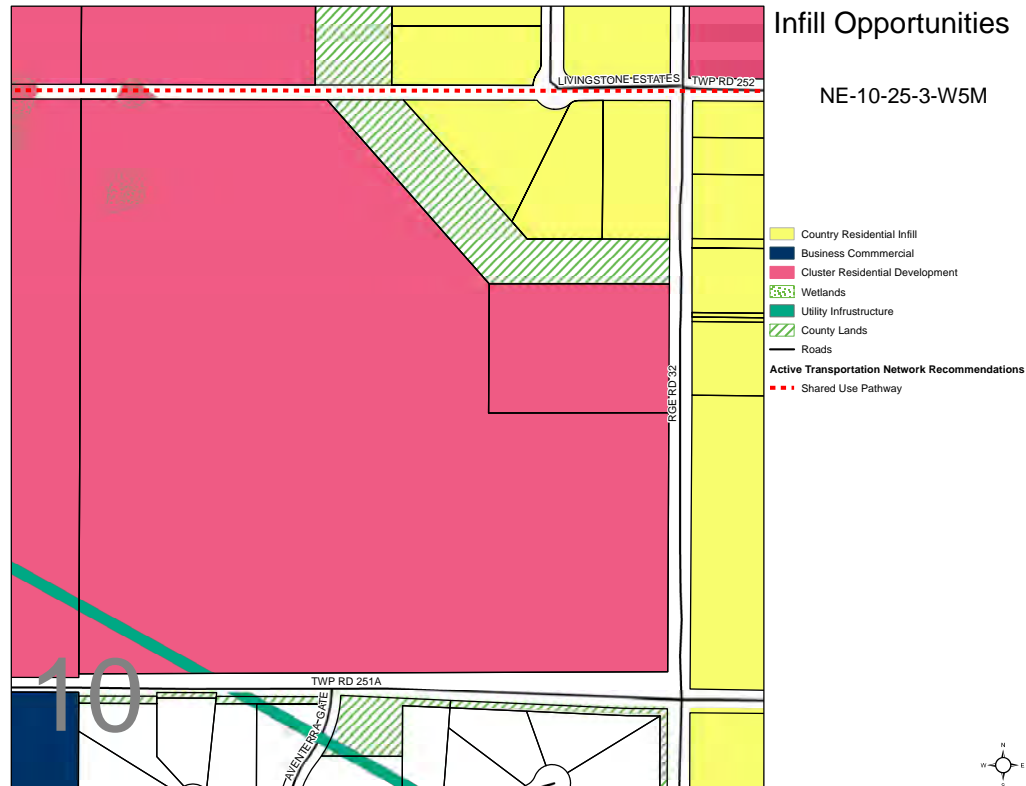 Infill Opportunities
NE-10-25-3-W5M
LIVINGSTONE ESTATES
TWP RD 252
Country Residential Infill
Business Commmercial
Cluster Residential Development
Wetlands
Utility Infrustructure
County Lands
Roads
Active Transportation Network Recommendations
Shared Use Pathway
RGE RD 32
10
TWP RD 251A
AVENTERRA GATE
N
W
E
S